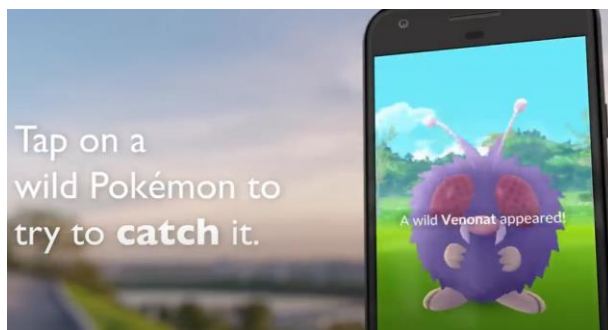 Tap on a
wild Pokémon to
try to catch it.
A wild Venonat appeared!